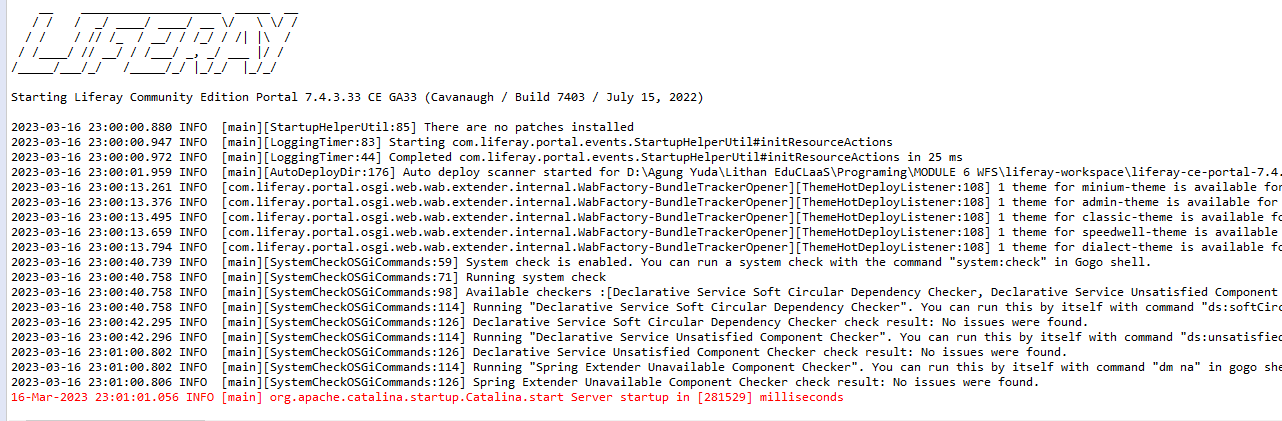 LIFERAY
Starting Liferay Community Edition Portal 7.4.3.33 CE GA33 (Cavanaugh / Build 7403 / July 15, 2022)
2023-03-16 23:00:00.880 INFO  [main][StartupHelperUtil:85] There are no patches installed
2023-03-16 23:00:00.947 INFO  [main][LoggingTimer:83] Starting com.liferay.portal.events.StartupHelperUtil#initResourceActions
2023-03-16 23:00:00.972 INFO  [main][LoggingTimer:44] Completed com.liferay.portal.events.StartupHelperUtil#initResourceActions in 25 ms
2023-03-16 23:00:01.959 INFO  [main][AutoDeployDir:176] Auto deploy scanner started for D:\Agung Yuda\Lithan EduCLaaS\Programing\MODULE 6 WFS\liferay-workspace\liferay-ce-portal-7.4.
2023-03-16 23:00:13.261 INFO  [com.liferay.portal.osgi.web.wab.extender.internal.WabFactory-BundleTrackerOpener][ThemeHotDeployListener:108] 1 theme for minium-theme is available for
2023-03-16 23:00:13.376 INFO  [com.liferay.portal.osgi.web.wab.extender.internal.WabFactory-BundleTrackerOpener][ThemeHotDeployListener:108] 1 theme for admin-theme is available for
2023-03-16 23:00:13.495 INFO  [com.liferay.portal.osgi.web.wab.extender.internal.WabFactory-BundleTrackerOpener][ThemeHotDeployListener:108] 1 theme for classic-theme is available fo
2023-03-16 23:00:13.659 INFO  [com.liferay.portal.osgi.web.wab.extender.internal.WabFactory-BundleTrackerOpener][ThemeHotDeployListener:108] 1 theme for speedwell-theme is available
2023-03-16 23:00:13.794 INFO  [com.liferay.portal.osgi.web.wab.extender.internal.WabFactory-BundleTrackerOpener][ThemeHotDeployListener:108] 1 theme for dialect-theme is available fo
2023-03-16 23:00:40.739 INFO  [main][SystemCheckOSGiCommands:59] System check is enabled. You can run a system check with the command "system:check" in Gogo shell.
2023-03-16 23:00:40.758 INFO  [main][SystemCheckOSGiCommands:71] Running system check
2023-03-16 23:00:40.758 INFO  [main][SystemCheckOSGiCommands:98] Available checkers :[Declarative Service Soft Circular Dependency Checker, Declarative Service Unsatisfied Component
2023-03-16 23:00:40.758 INFO  [main][SystemCheckOSGiCommands:114] Running "Declarative Service Soft Circular Dependency Checker". You can run this by itself with command "ds:softCirc
2023-03-16 23:00:42.295 INFO  [main][SystemCheckOSGiCommands:126] Declarative Service Soft Circular Dependency Checker check result: No issues were found.
2023-03-16 23:00:42.296 INFO  [main][SystemCheckOSGiCommands:114] Running "Declarative Service Unsatisfied Component Checker". You can run this by itself with command "ds:unsatisfied
2023-03-16 23:01:00.802 INFO  [main][SystemCheckOSGiCommands:126] Declarative Service Unsatisfied Component Checker check result: No issues were found.
2023-03-16 23:01:00.802 INFO  [main][SystemCheckOSGiCommands:114] Running "Spring Extender Unavailable Component Checker". You can run this by itself with command "dm na" in gogo she
2023-03-16 23:01:00.806 INFO  [main][SystemCheckOSGiCommands:126] Spring Extender Unavailable Component Checker check result: No issues were found.
16-Mar-2023 23:01:01.056 INFO [main] org.apache.catalina.startup.Catalina.start Server startup in [281529] milliseconds